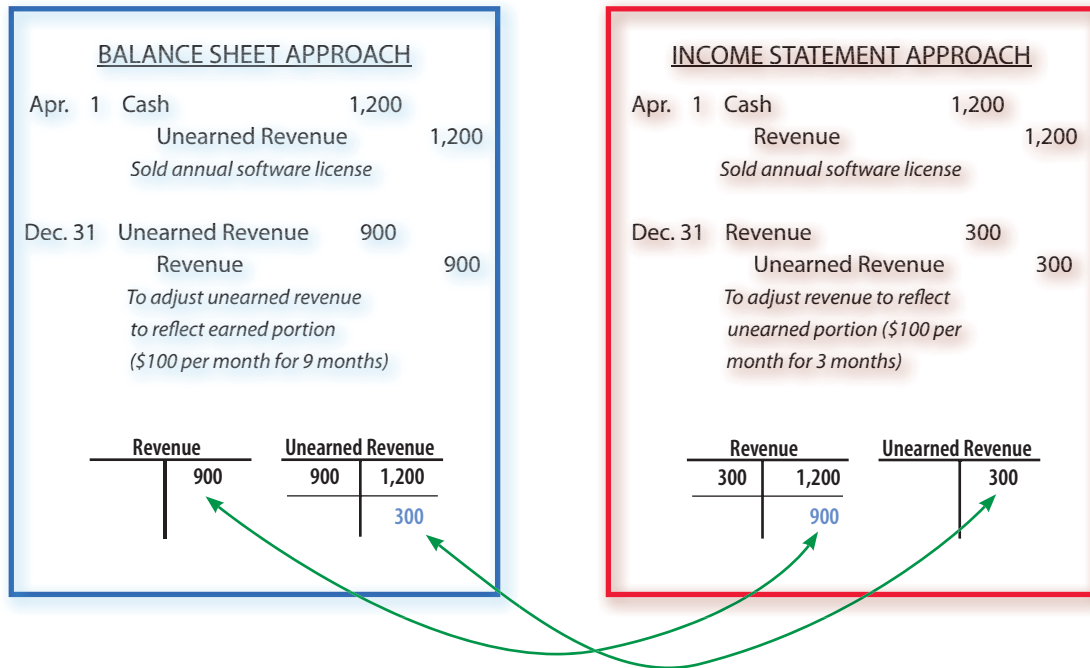 BALANCE SHEET APPROACH
Apr. 1 Cash 1,200
Unearned Revenue 1,200
Sold annual software license
Dec. 31 Unearned Revenue 900
Revenue 900
To adjust unearned revenue
to reflect earned portion
($100 per month for 9 months)
Revenue Unearned Revenue
900 900 1,200
300
INCOME STATEMENT APPROACH
Apr. 1 Cash 1,200
Revenue 1,200
Sold annual software license
Dec. 31 Revenue 300
Unearned Revenue 300
To adjust revenue to reflect
unearned portion ($100 per
month for 3 months)
Revenue Unearned Revenue
300 1,200 300
900